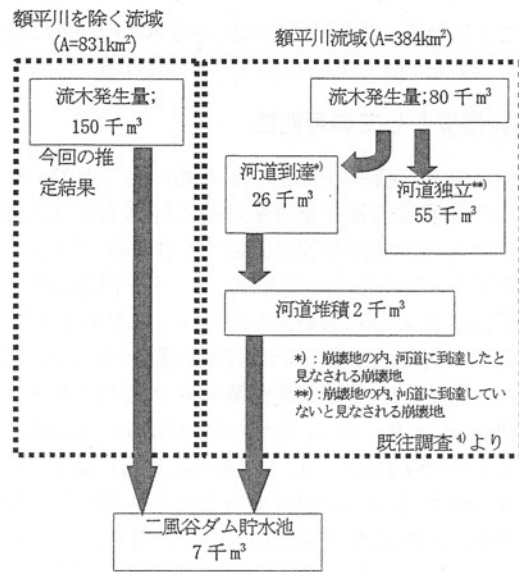 額平川を除く流域
(A=831km²)
流木発生量;
150 千m³
今回の推
定結果
額平川流域(A=384km²)
流木発生量;80 千m³
河道到達*)
26 千m³
河道独立**)
55 千m³
河道堆積 2 千m³
*) : 崩壊地の内, 河道に到達したと
見なされる崩壊地
**) : 崩壊地の内, 河道に到達してい
ないと見なされる崩壊地
既往調査⁴⁾より
二風谷ダム貯水池
7 千m³